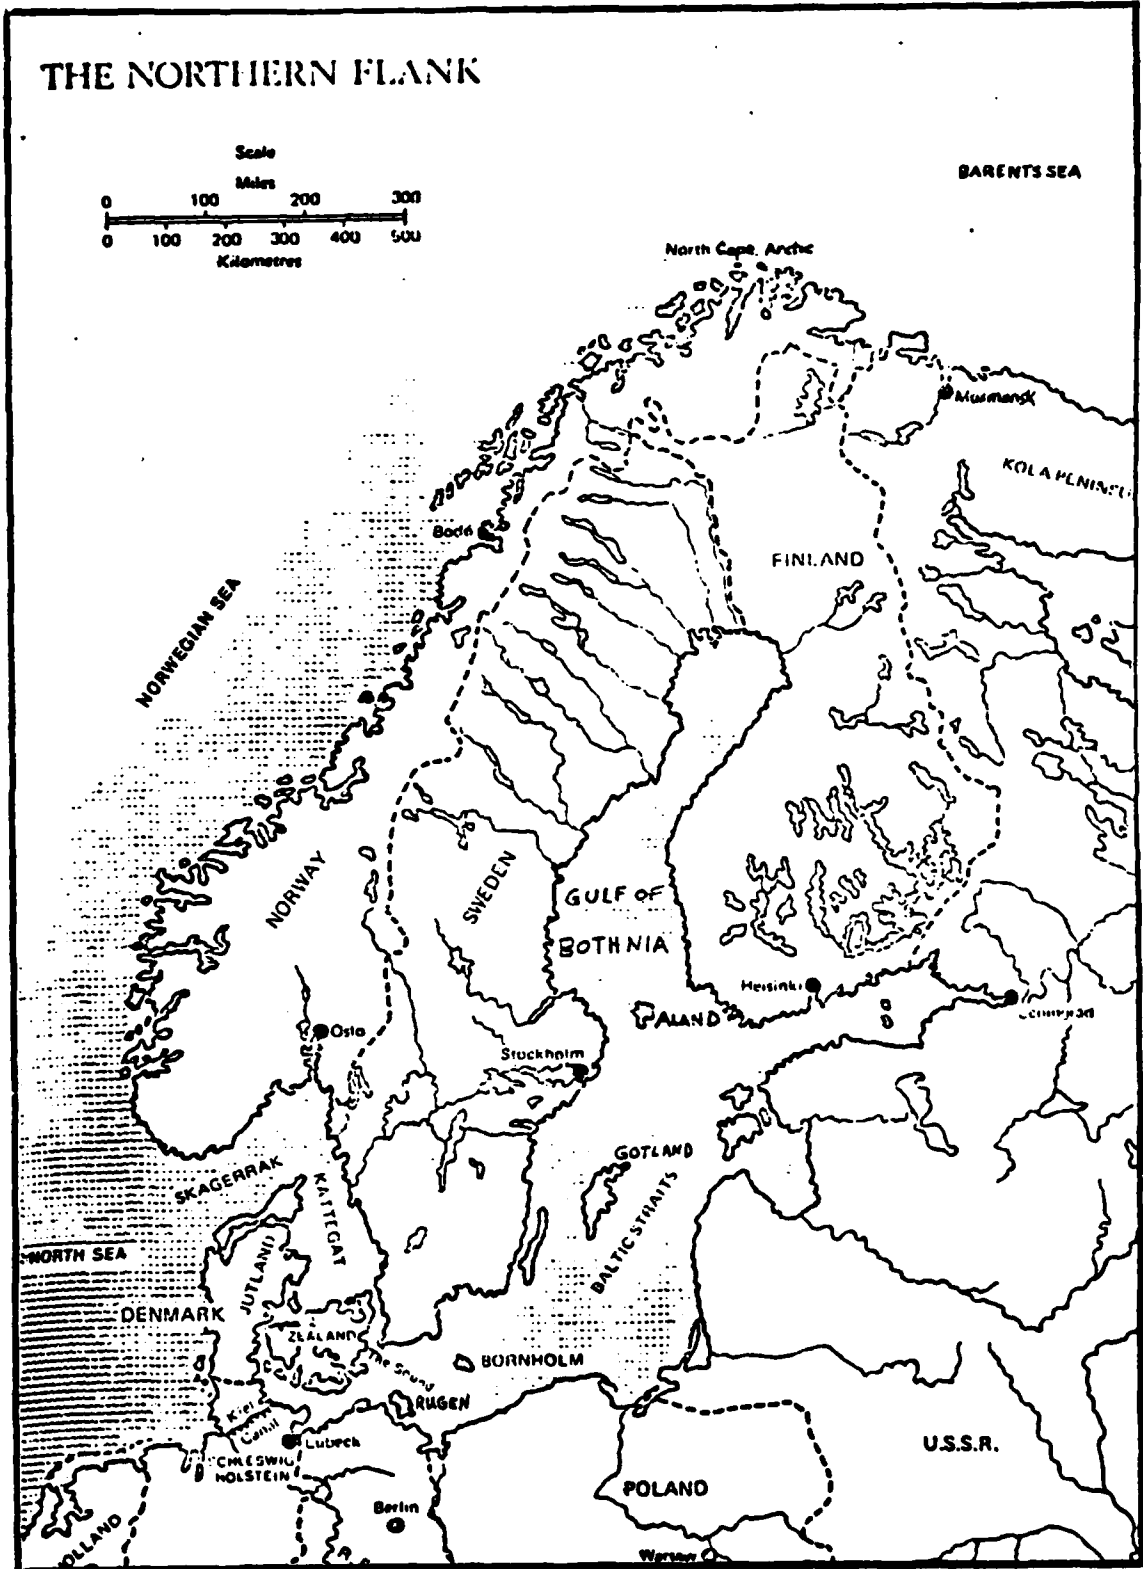 THE NORTHERN FLANK
Scale
Miles
0 100 200 300
0 100 200 300 400 500
Kilometres
BARENTS SEA
North Cape, Arctic
Murmansk
KOLA PENINSU
Bodø
FINLAND
NORWEGIAN SEA
NORWAY
SWEDEN
GULF OF
BOTHNIA
Helsinki
ALAND
Leningrad
Oslo
Stockholm
GOTLAND
SKAGERRAK
KATTEGAT
BALTIC STRAITS
NORTH SEA
JUTLAND
DENMARK
ZEALAND
The Sound
BORNHOLM
RUGEN
Kiel
Canal
Lubeck
SCHLESWIG
HOLSTEIN
U.S.S.R.
POLAND
Berlin
HOLLAND
Warsaw